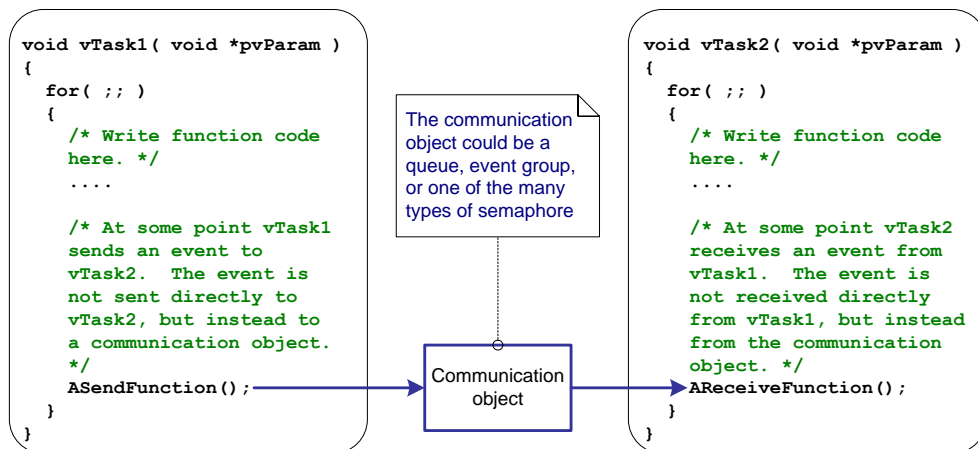 void vTask1( void *pvParam )
{
for( ;; )
{
/* Write function code
here. */
....
/* At some point vTask1
sends an event to
vTask2.  The event is
not sent directly to
vTask2, but instead to
a communication object.
*/
ASendFunction();
}
}
The communication
object could be a
queue, event group,
or one of the many
types of semaphore
Communication
object
void vTask2( void *pvParam )
{
for( ;; )
{
/* Write function code
here. */
....
/* At some point vTask2
receives an event from
vTask1.  The event is
not received directly
from vTask1, but instead
from the communication
object. */
AReceiveFunction();
}
}